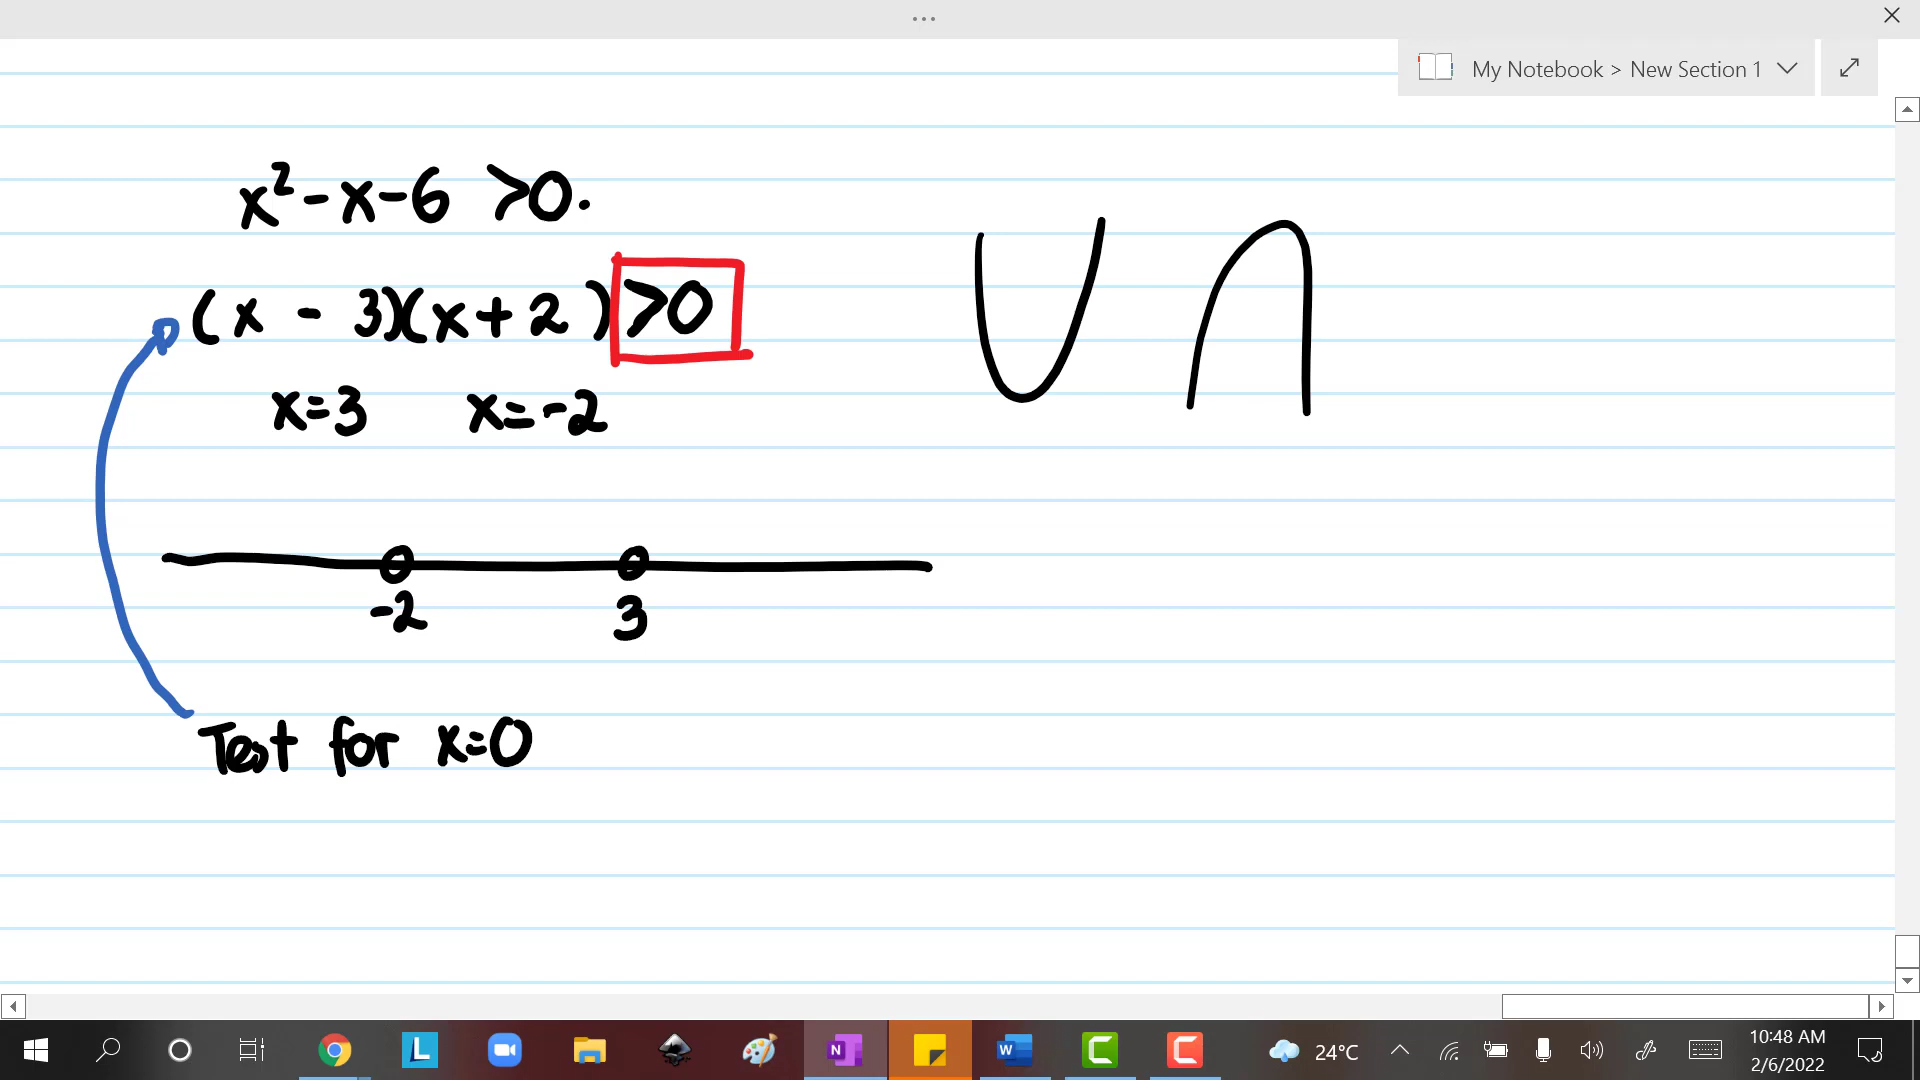 My Notebook > New Section 1
x² - x - 6 > 0.
(x - 3)(x + 2) > 0
x = 3 x = -2
-2 3
Test for x = 0
24°C
10:48 AM
2/6/2022